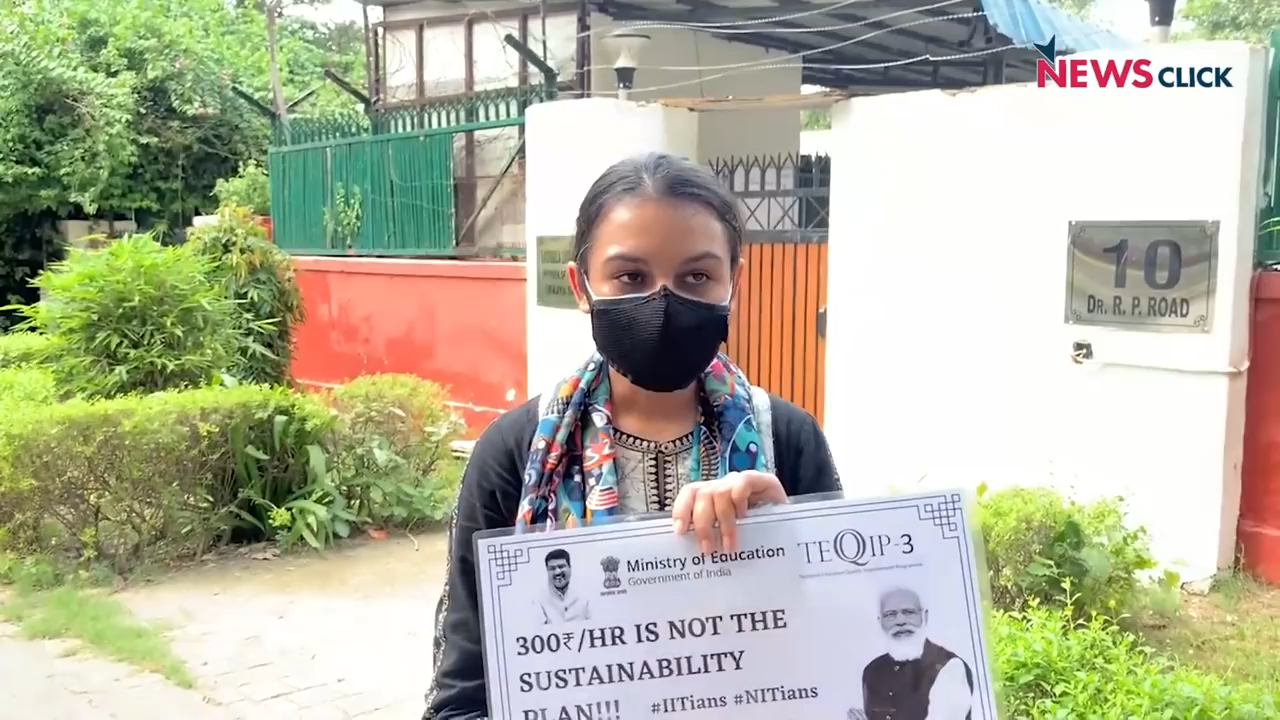 NEWSCLICK
10
DR. R. P. ROAD
Ministry of Education
Government of India
TEQIP-3
300₹/HR IS NOT THE
SUSTAINABILITY
PLAN!!! #IITians #NITians